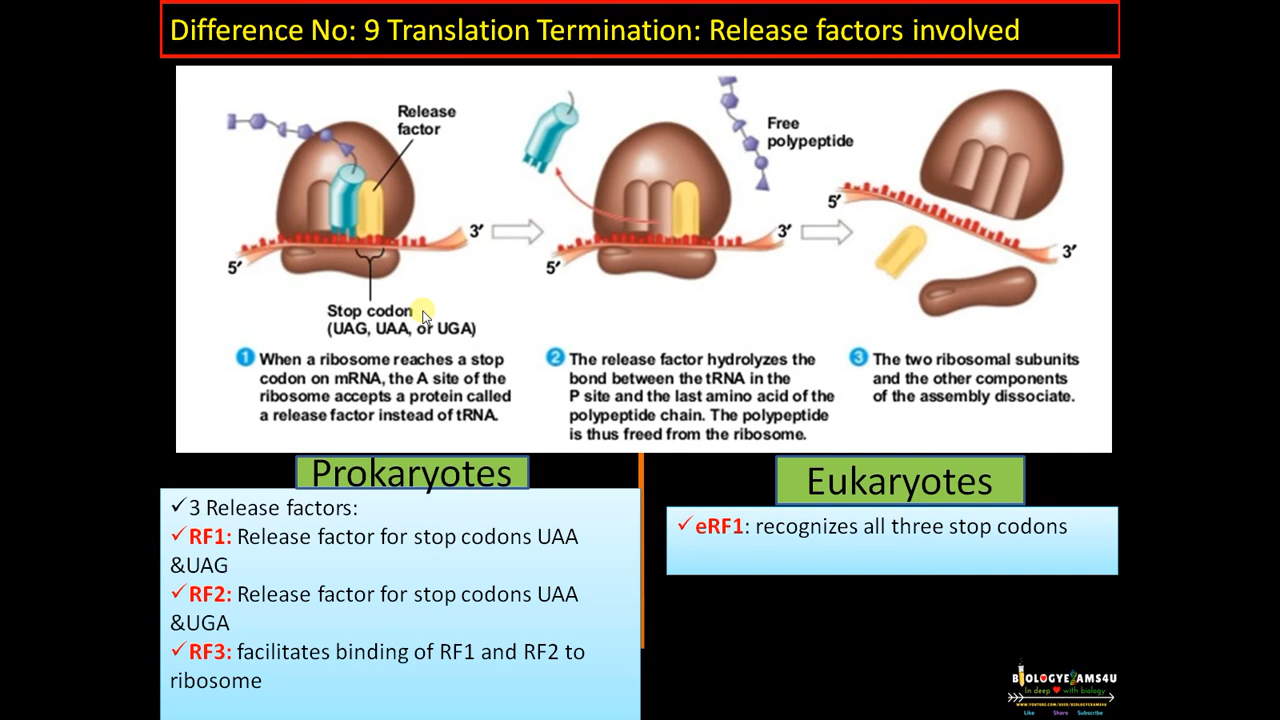 Difference No: 9 Translation Termination: Release factors involved
Release
factor
Free
polypeptide
5′
3′
5′
3′
5′
3′
Stop codon
(UAG, UAA, or UGA)
1 When a ribosome reaches a stop
codon on mRNA, the A site of the
ribosome accepts a protein called
a release factor instead of tRNA.
2 The release factor hydrolyzes the
bond between the tRNA in the
P site and the last amino acid of the
polypeptide chain. The polypeptide
is thus freed from the ribosome.
3 The two ribosomal subunits
and the other components
of the assembly dissociate.
Prokaryotes
✓3 Release factors:
✓RF1: Release factor for stop codons UAA
&UAG
✓RF2: Release factor for stop codons UAA
&UGA
✓RF3: facilitates binding of RF1 and RF2 to
ribosome
Eukaryotes
✓eRF1: recognizes all three stop codons
BIOLOGYEXAMS4U
In deep ♥ with biology
WWW.YOUTUBE.COM/USER/BIOLOGYEXAMS4U
Like Share Subscribe